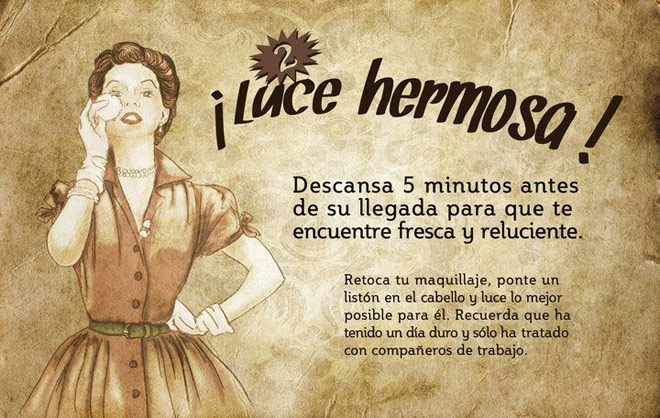 2
¡Luce hermosa!
Descansa 5 minutos antes
de su llegada para que te
encuentre fresca y reluciente.
Retoca tu maquillaje, ponte un
listón en el cabello y luce lo mejor
posible para él. Recuerda que ha
tenido un día duro y sólo ha tratado
con compañeros de trabajo.